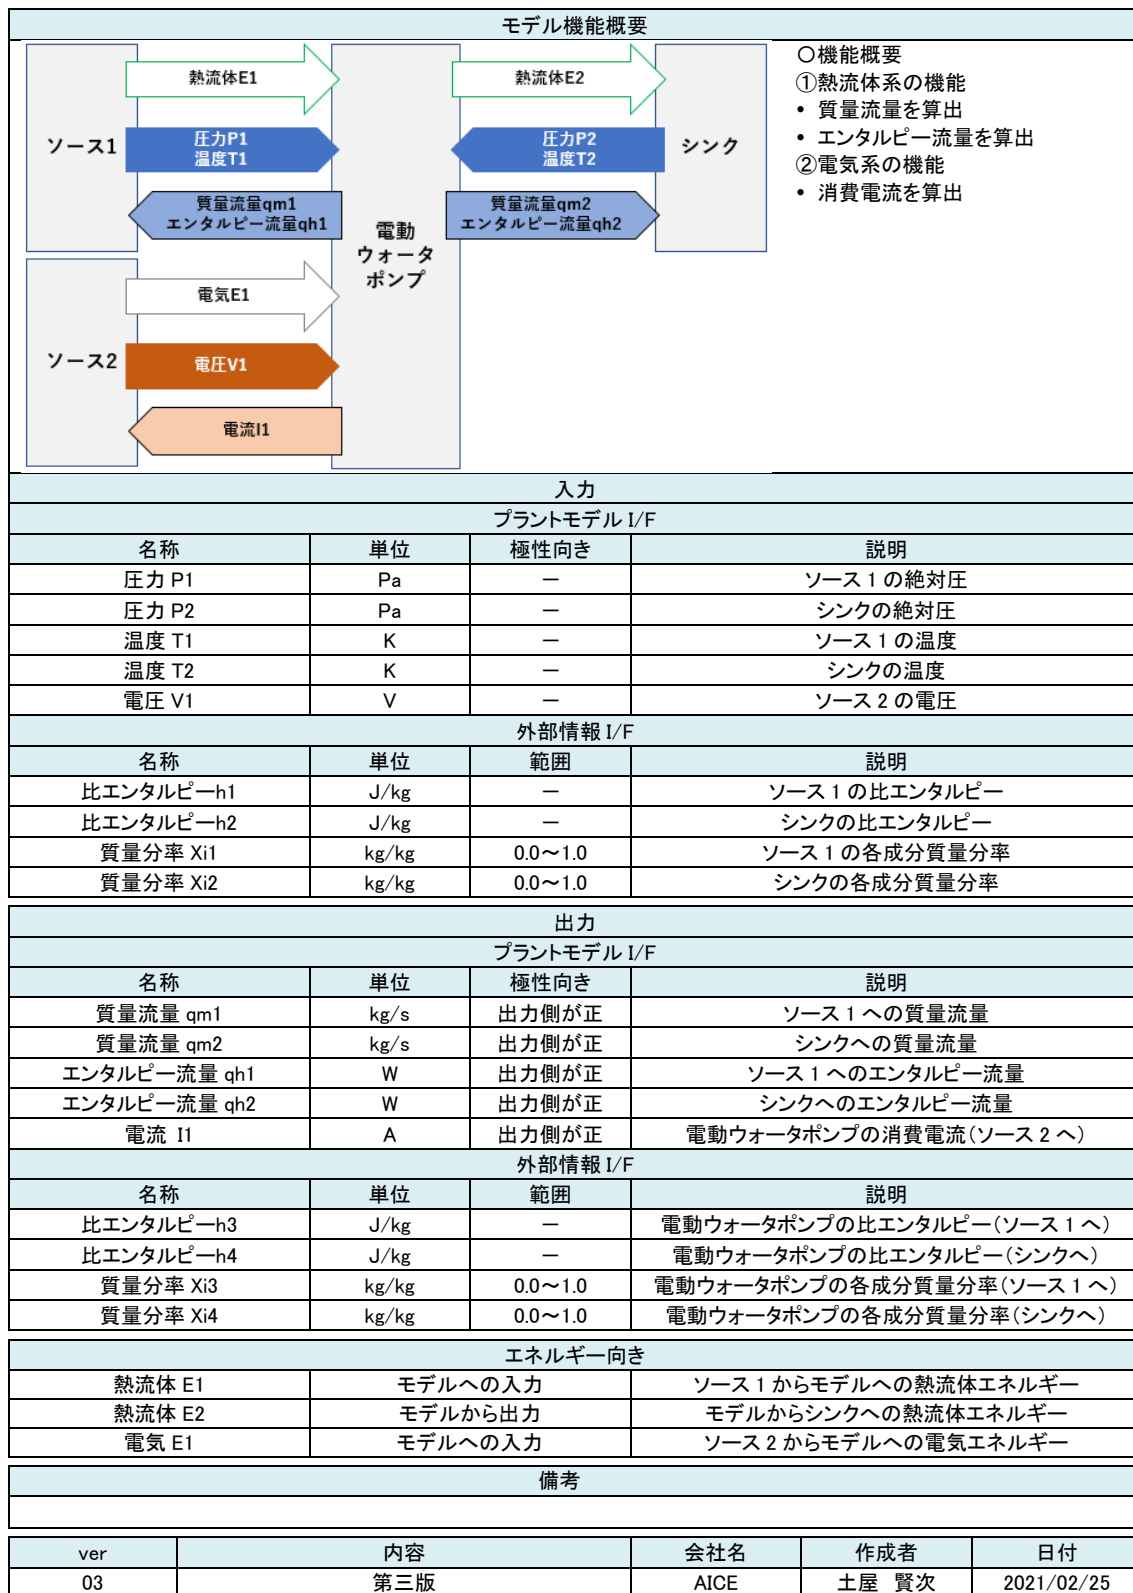 モデル機能概要
ソース1
熱流体E1
圧力P1
温度T1
質量流量qm1
エンタルピー流量qh1
電動
ウォータ
ポンプ
熱流体E2
圧力P2
温度T2
質量流量qm2
エンタルピー流量qh2
シンク
ソース2
電気E1
電圧V1
電流I1
〇機能概要
①熱流体系の機能
• 質量流量を算出
• エンタルピー流量を算出
②電気系の機能
• 消費電流を算出
入力
プラントモデル I/F
名称 単位 極性向き 説明
圧力 P1 Pa － ソース 1 の絶対圧
圧力 P2 Pa － シンクの絶対圧
温度 T1 K － ソース 1 の温度
温度 T2 K － シンクの温度
電圧 V1 V － ソース 2 の電圧
外部情報 I/F
名称 単位 範囲 説明
比エンタルピーh1 J/kg － ソース 1 の比エンタルピー
比エンタルピーh2 J/kg － シンクの比エンタルピー
質量分率 Xi1 kg/kg 0.0～1.0 ソース 1 の各成分質量分率
質量分率 Xi2 kg/kg 0.0～1.0 シンクの各成分質量分率
出力
プラントモデル I/F
名称 単位 極性向き 説明
質量流量 qm1 kg/s 出力側が正 ソース 1 への質量流量
質量流量 qm2 kg/s 出力側が正 シンクへの質量流量
エンタルピー流量 qh1 W 出力側が正 ソース 1 へのエンタルピー流量
エンタルピー流量 qh2 W 出力側が正 シンクへのエンタルピー流量
電流 I1 A 出力側が正 電動ウォータポンプの消費電流(ソース 2 へ)
外部情報 I/F
名称 単位 範囲 説明
比エンタルピーh3 J/kg － 電動ウォータポンプの比エンタルピー(ソース 1 へ)
比エンタルピーh4 J/kg － 電動ウォータポンプの比エンタルピー(シンクへ)
質量分率 Xi3 kg/kg 0.0～1.0 電動ウォータポンプの各成分質量分率(ソース 1 へ)
質量分率 Xi4 kg/kg 0.0～1.0 電動ウォータポンプの各成分質量分率(シンクへ)
エネルギー向き
熱流体 E1 モデルへの入力 ソース 1 からモデルへの熱流体エネルギー
熱流体 E2 モデルから出力 モデルからシンクへの熱流体エネルギー
電気 E1 モデルへの入力 ソース 2 からモデルへの電気エネルギー
備考
ver 内容 会社名 作成者 日付
03 第三版 AICE 土屋 賢次 2021/02/25